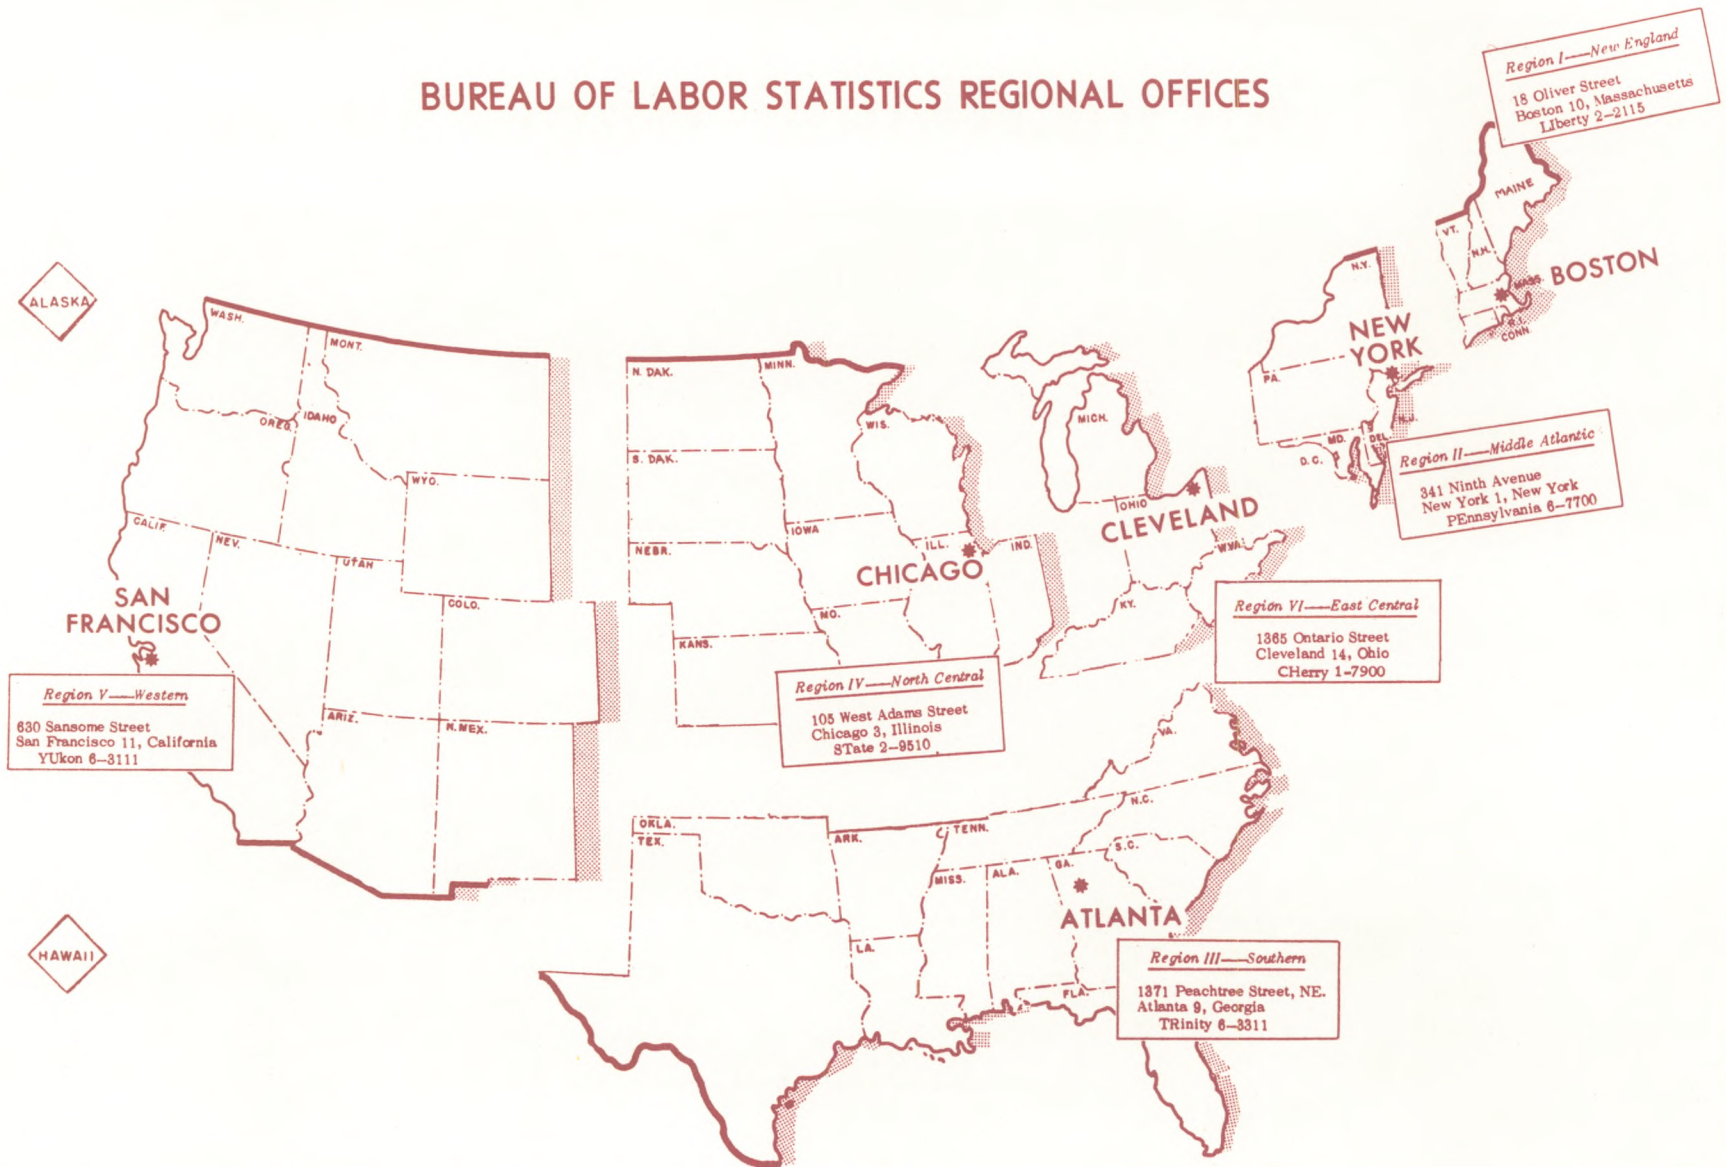 BUREAU OF LABOR STATISTICS REGIONAL OFFICES
Region I—New England
18 Oliver Street
Boston 10, Massachusetts
LIberty 2-2115
MAINE
VT.
N.H.
MASS.
BOSTON
R.I.
CONN.
N.Y.
NEW
YORK
PA.
N.J.
MD.
DEL.
D.C.
Region II—Middle Atlantic
341 Ninth Avenue
New York 1, New York
PEnnsylvania 6-7700
ALASKA
WASH.
MONT.
OREG.
IDAHO
WYO.
CALIF.
NEV.
UTAH
COLO.
SAN
FRANCISCO
ARIZ.
N. MEX.
Region V—Western
630 Sansome Street
San Francisco 11, California
YUkon 6-3111
HAWAII
N. DAK.
MINN.
S. DAK.
WIS.
NEBR.
IOWA
ILL.
IND.
CHICAGO
MO.
KANS.
Region IV—North Central
105 West Adams Street
Chicago 3, Illinois
STate 2-9510
MICH.
OHIO
CLEVELAND
W.VA.
KY.
Region VI—East Central
1365 Ontario Street
Cleveland 14, Ohio
CHerry 1-7900
VA.
N.C.
OKLA.
TEX.
ARK.
TENN.
S.C.
MISS.
ALA.
GA.
ATLANTA
LA.
FLA.
Region III—Southern
1371 Peachtree Street, NE.
Atlanta 9, Georgia
TRinity 6-3311